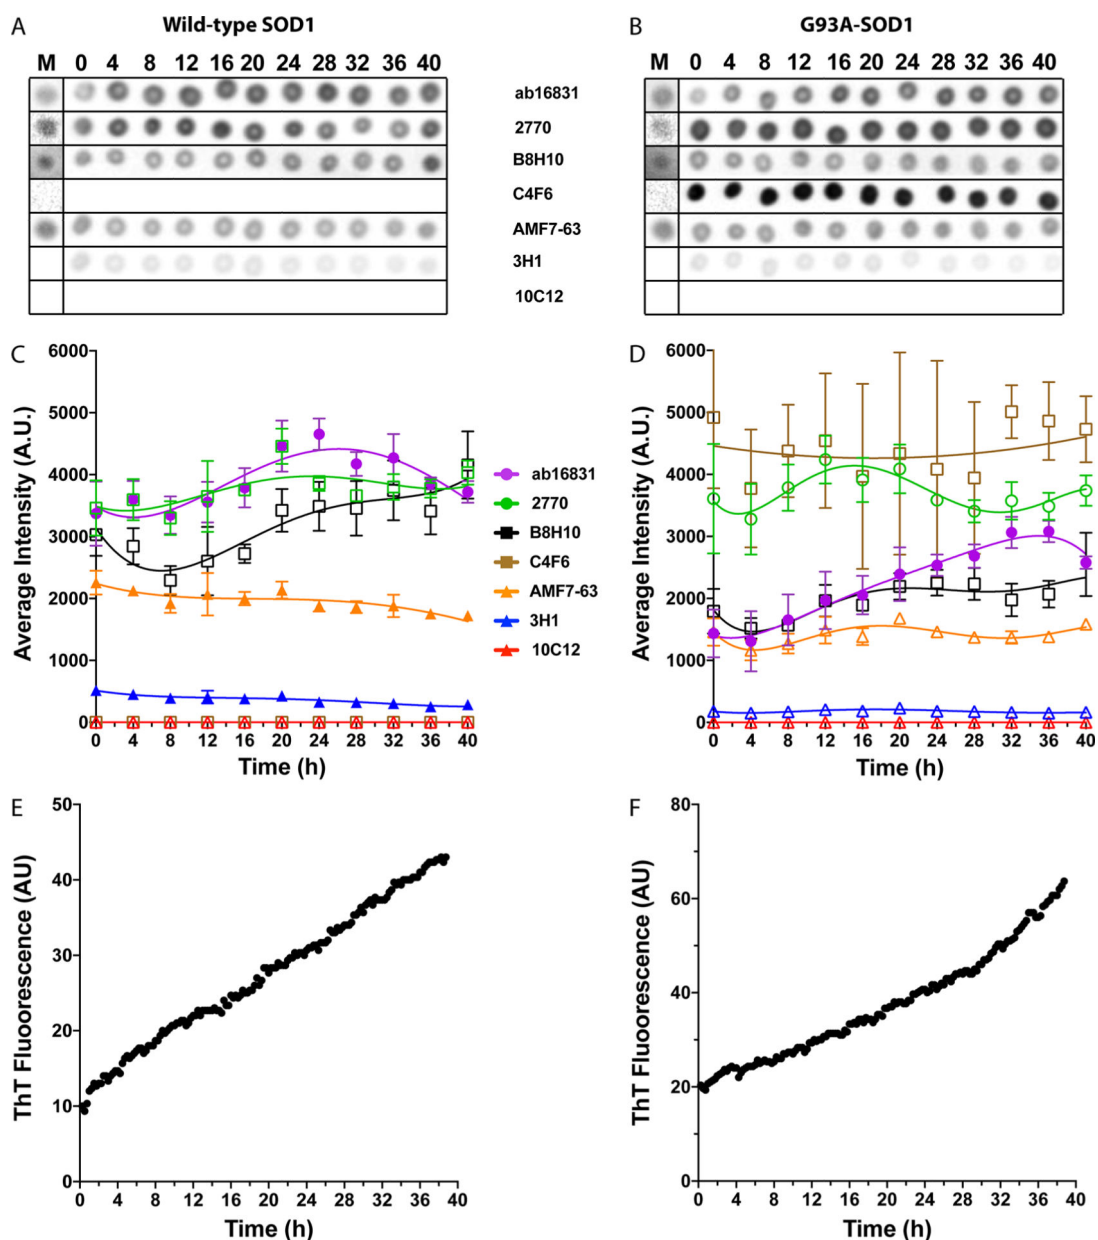 A Wild-type SOD1
M 0 4 8 12 16 20 24 28 32 36 40
B G93A-SOD1
M 0 4 8 12 16 20 24 28 32 36 40
ab16831
2770
B8H10
C4F6
AMF7-63
3H1
10C12
C
6000
5000
4000
3000
2000
1000
0
Average Intensity (A.U.)
0 4 8 12 16 20 24 28 32 36 40
Time (h)
ab16831
2770
B8H10
C4F6
AMF7-63
3H1
10C12
D
6000
5000
4000
3000
2000
1000
0
Average Intensity (A.U.)
0 4 8 12 16 20 24 28 32 36 40
Time (h)
E
50
40
30
20
10
0
ThT Fluoorescence (AU)
0 4 8 12 16 20 24 28 32 36 40
Time (h)
F
80
60
40
20
0
ThT Fluoorescence (AU)
0 4 8 12 16 20 24 28 32 36 40
Time (h)